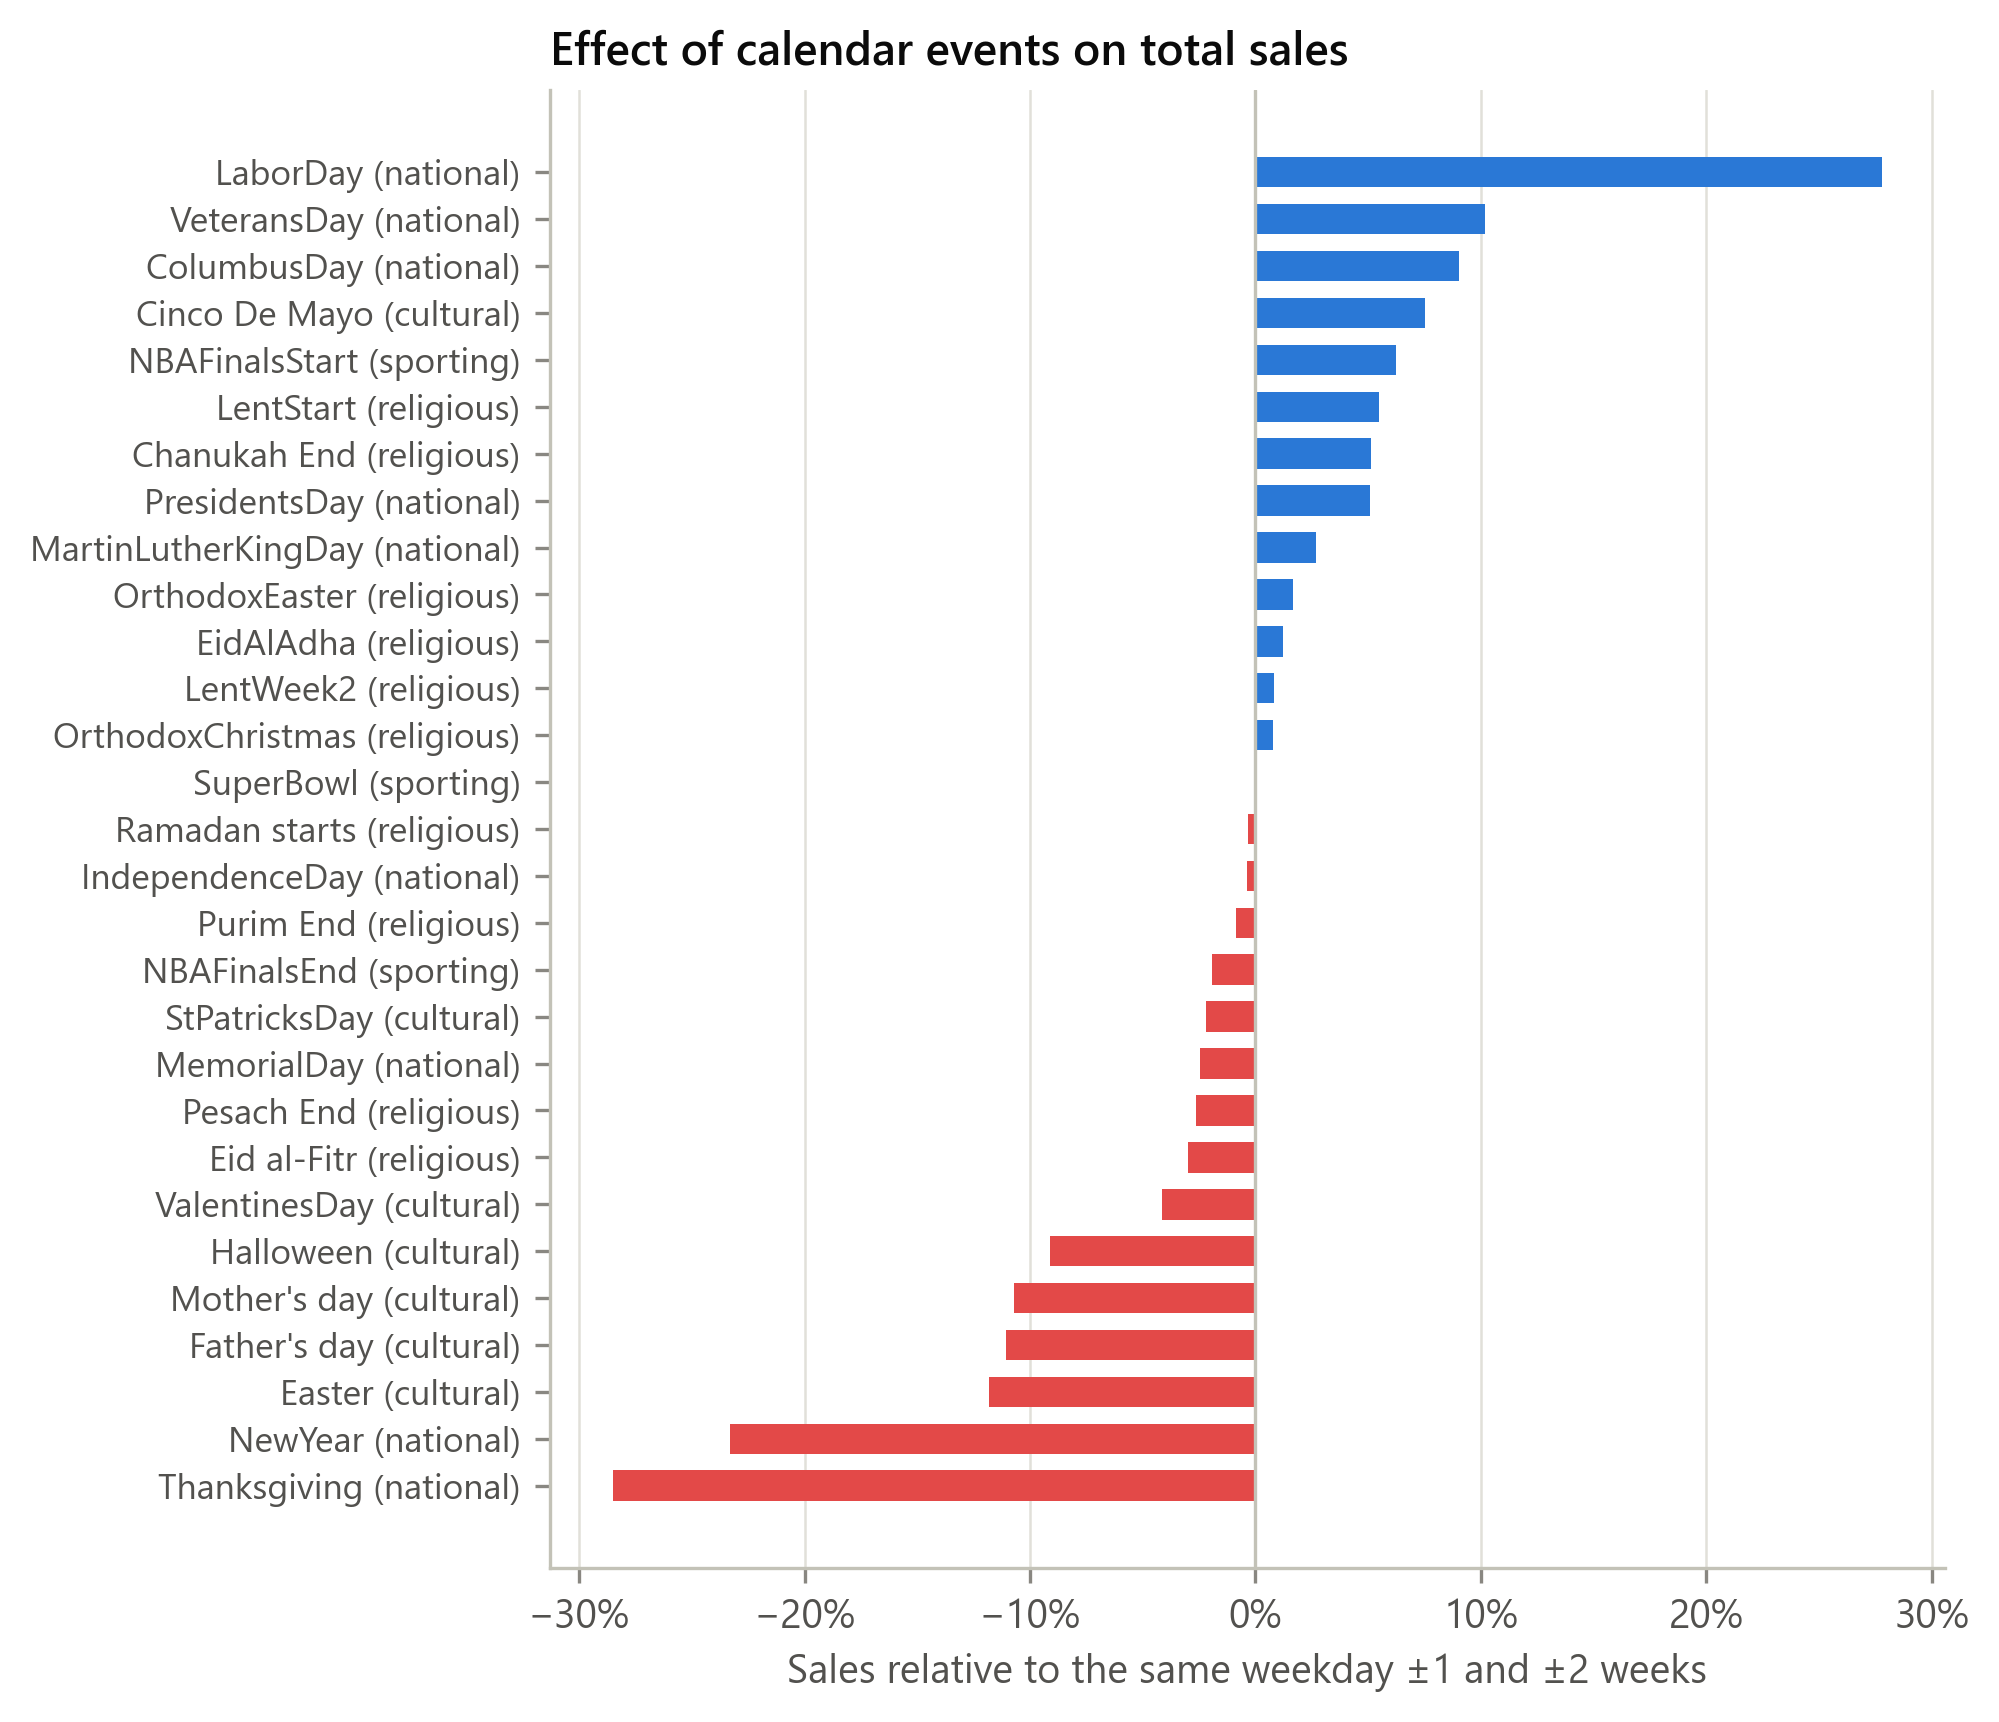 Effect of calendar events on total sales
LaborDay (national)
VeteransDay (national)
ColumbusDay (national)
Cinco De Mayo (cultural)
NBAFinalsStart (sporting)
LentStart (religious)
Chanukah End (religious)
PresidentsDay (national)
MartinLutherKingDay (national)
OrthodoxEaster (religious)
EidAlAdha (religious)
LentWeek2 (religious)
OrthodoxChristmas (religious)
SuperBowl (sporting)
Ramadan starts (religious)
IndependenceDay (national)
Purim End (religious)
NBAFinalsEnd (sporting)
StPatricksDay (cultural)
MemorialDay (national)
Pesach End (religious)
Eid al-Fitr (religious)
ValentinesDay (cultural)
Halloween (cultural)
Mother's day (cultural)
Father's day (cultural)
Easter (cultural)
NewYear (national)
Thanksgiving (national)
−30% −20% −10% 0% 10% 20% 30%
Sales relative to the same weekday ±1 and ±2 weeks